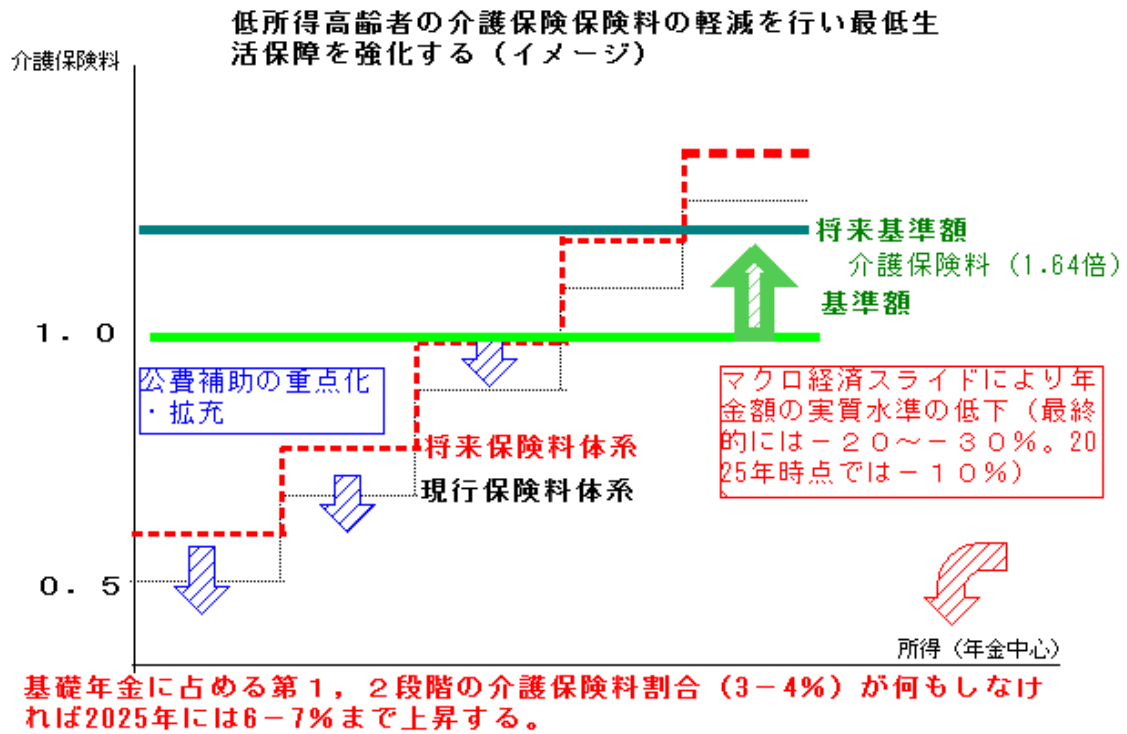 低所得高齢者の介護保険保険料の軽減を行い最低生
活保障を強化する（イメージ）
介護保険料
将来基準額
介護保険料（1.64倍）
基準額
１．０
公費補助の重点化
・拡充
マクロ経済スライドにより年
金額の実質水準の低下（最終
的には－２０～－３０％。20
25年時点では－１０％）
将来保険料体系
現行保険料体系
０．５
所得（年金中心）
基礎年金に占める第１，２段階の介護保険料割合（3－4％）が何もしなけ
れば2025年には6－7％まで上昇する。